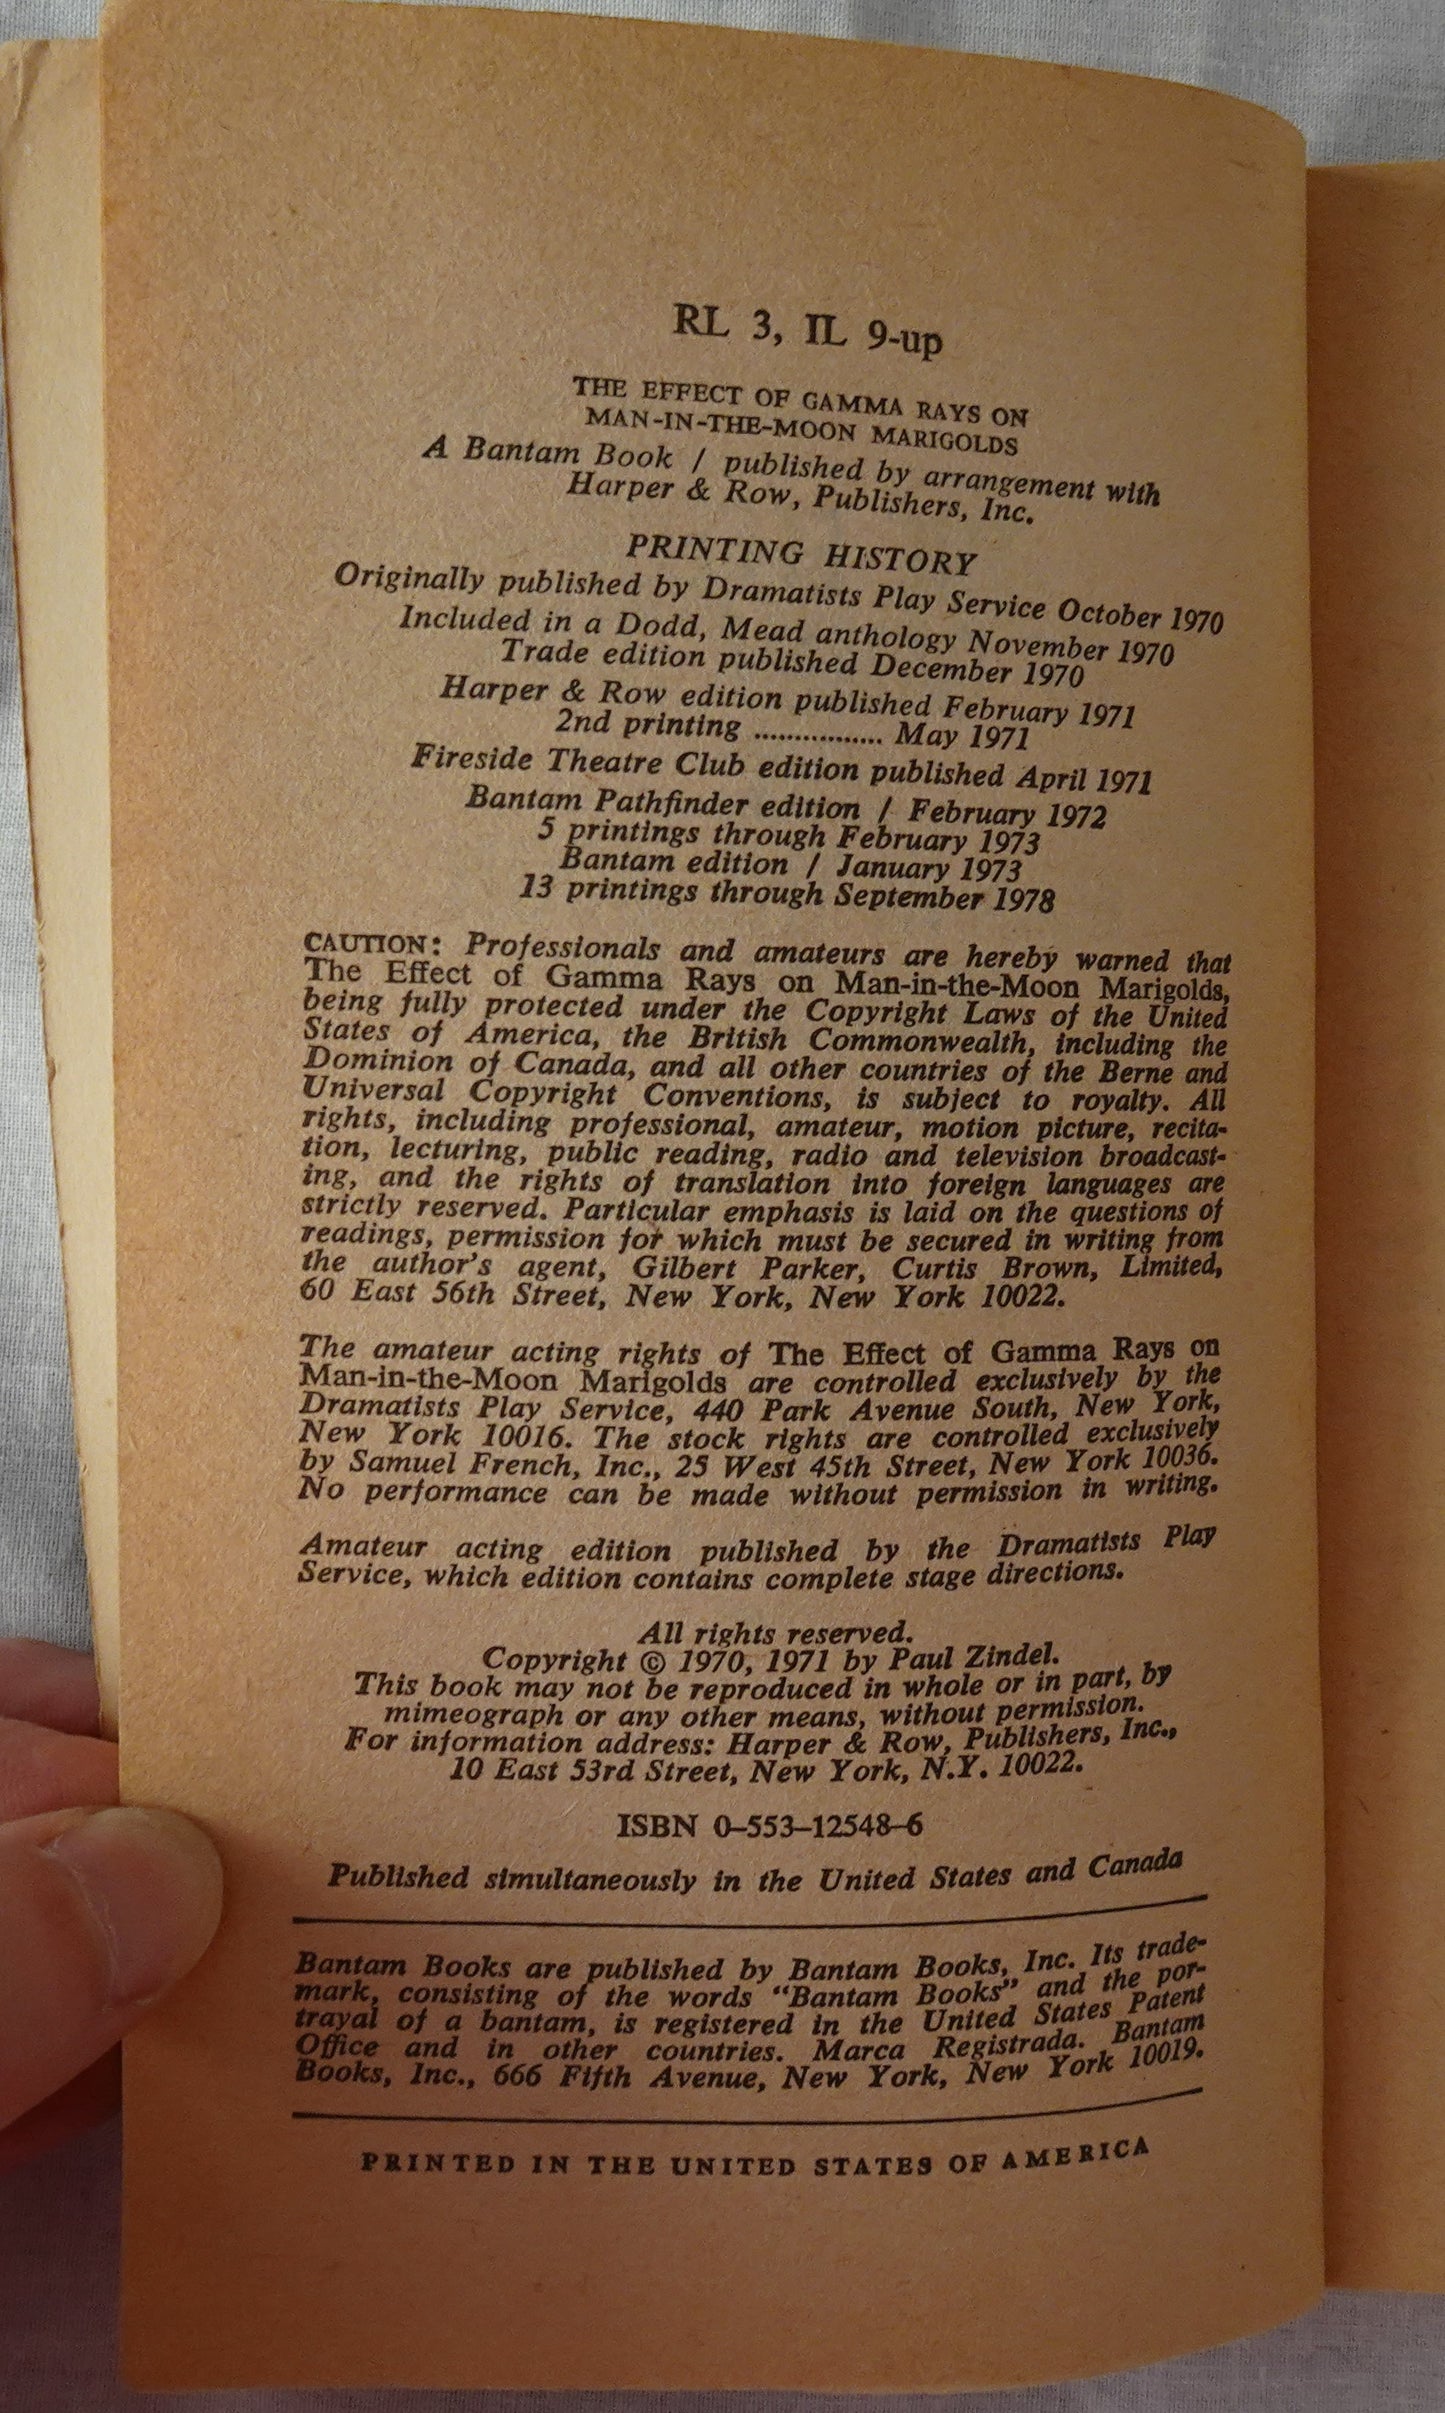 RL 3, IL 9-up
THE EFFECT OF GAMMA RAYS ON
MAN-IN-THE-MOON MARIGOLDS
A Bantam Book / published by arrangement with
Harper & Row, Publishers, Inc.
PRINTING HISTORY
Originally published by Dramatists Play Service October 1970
Included in a Dodd, Mead anthology November 1970
Trade edition published December 1970
Harper & Row edition published February 1971
2nd printing ................ May 1971
Fireside Theatre Club edition published April 1971
Bantam Pathfinder edition / February 1972
5 printings through February 1973
Bantam edition / January 1973
13 printings through September 1978
CAUTION: Professionals and amateurs are hereby warned that
The Effect of Gamma Rays on Man-in-the-Moon Marigolds,
being fully protected under the Copyright Laws of the United
States of America, the British Commonwealth, including the
Dominion of Canada, and all other countries of the Berne and
Universal Copyright Conventions, is subject to royalty. All
rights, including professional, amateur, motion picture, recita-
tion, lecturing, public reading, radio and television broadcast-
ing, and the rights of translation into foreign languages are
strictly reserved. Particular emphasis is laid on the questions of
readings, permission for which must be secured in writing from
the author's agent, Gilbert Parker, Curtis Brown, Limited,
60 East 56th Street, New York, New York 10022.
The amateur acting rights of The Effect of Gamma Rays on
Man-in-the-Moon Marigolds are controlled exclusively by the
Dramatists Play Service, 440 Park Avenue South, New York,
New York 10016. The stock rights are controlled exclusively
by Samuel French, Inc., 25 West 45th Street, New York 10036.
No performance can be made without permission in writing.
Amateur acting edition published by the Dramatists Play
Service, which edition contains complete stage directions.
All rights reserved.
Copyright © 1970, 1971 by Paul Zindel.
This book may not be reproduced in whole or in part, by
mimeograph or any other means, without permission.
For information address: Harper & Row, Publishers, Inc.,
10 East 53rd Street, New York, N.Y. 10022.
ISBN 0–553–12548–6
Published simultaneously in the United States and Canada
Bantam Books are published by Bantam Books, Inc. Its trade-
mark, consisting of the words "Bantam Books" and the por-
trayal of a bantam, is registered in the United States Patent
Office and in other countries. Marca Registrada. Bantam
Books, Inc., 666 Fifth Avenue, New York, New York 10019.
PRINTED IN THE UNITED STATES OF AMERICA